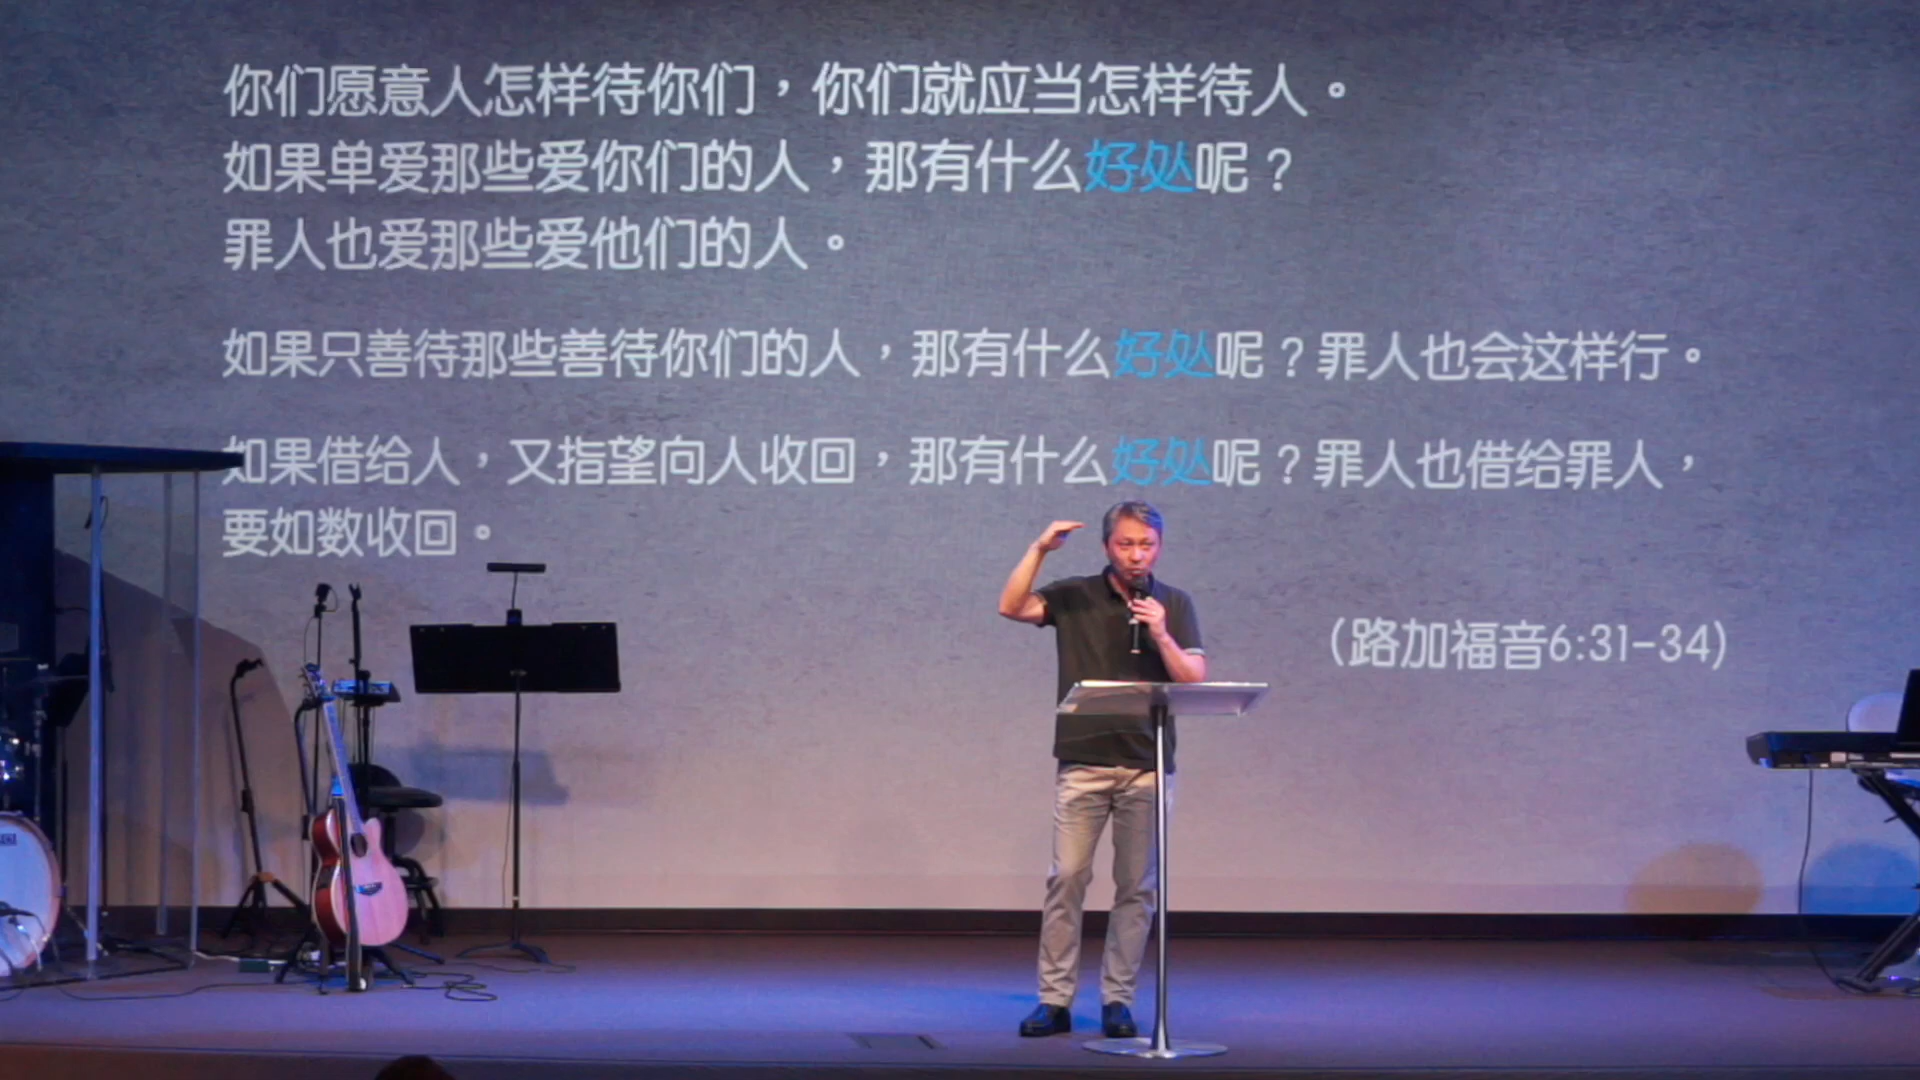 你们愿意人怎样待你们，你们就应当怎样待人。
如果单爱那些爱你们的人，那有什么好处呢？
罪人也爱那些爱他们的人。
如果只善待那些善待你们的人，那有什么好处呢？罪人也会这样行。
如果借给人，又指望向人收回，那有什么好处呢？罪人也借给罪人，
要如数收回。
（路加福音6:31-34)